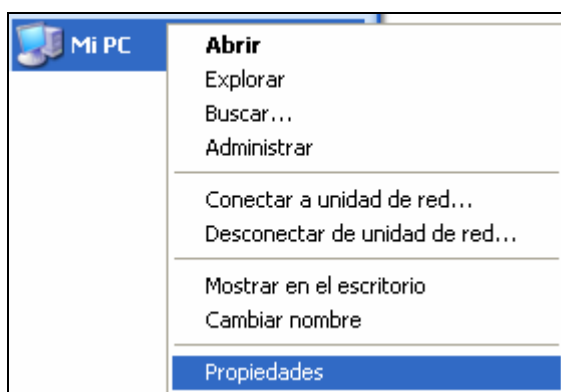 Mi PC
Abrir
Explorar
Buscar...
Administrar
Conectar a unidad de red...
Desconectar de unidad de red...
Mostrar en el escritorio
Cambiar nombre
Propiedades